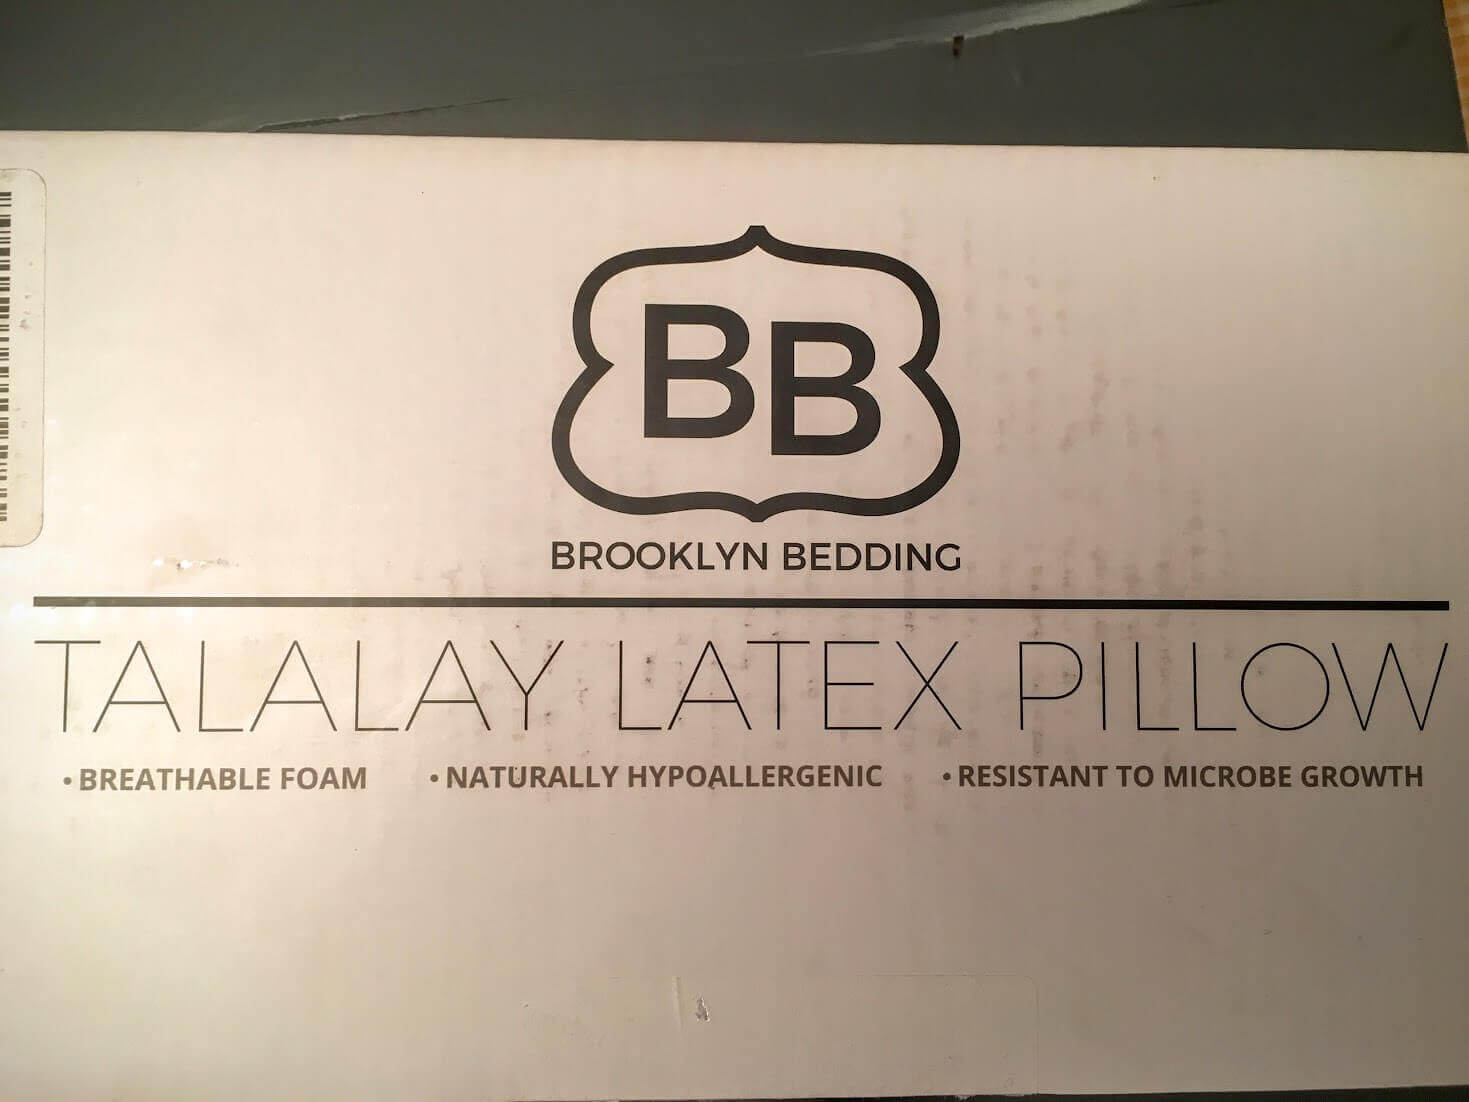 BB
BROOKLYN BEDDING
TALALAY LATEX PILLOW
• BREATHABLE FOAM • NATURALLY HYPOALLERGENIC • RESISTANT TO MICROBE GROWTH